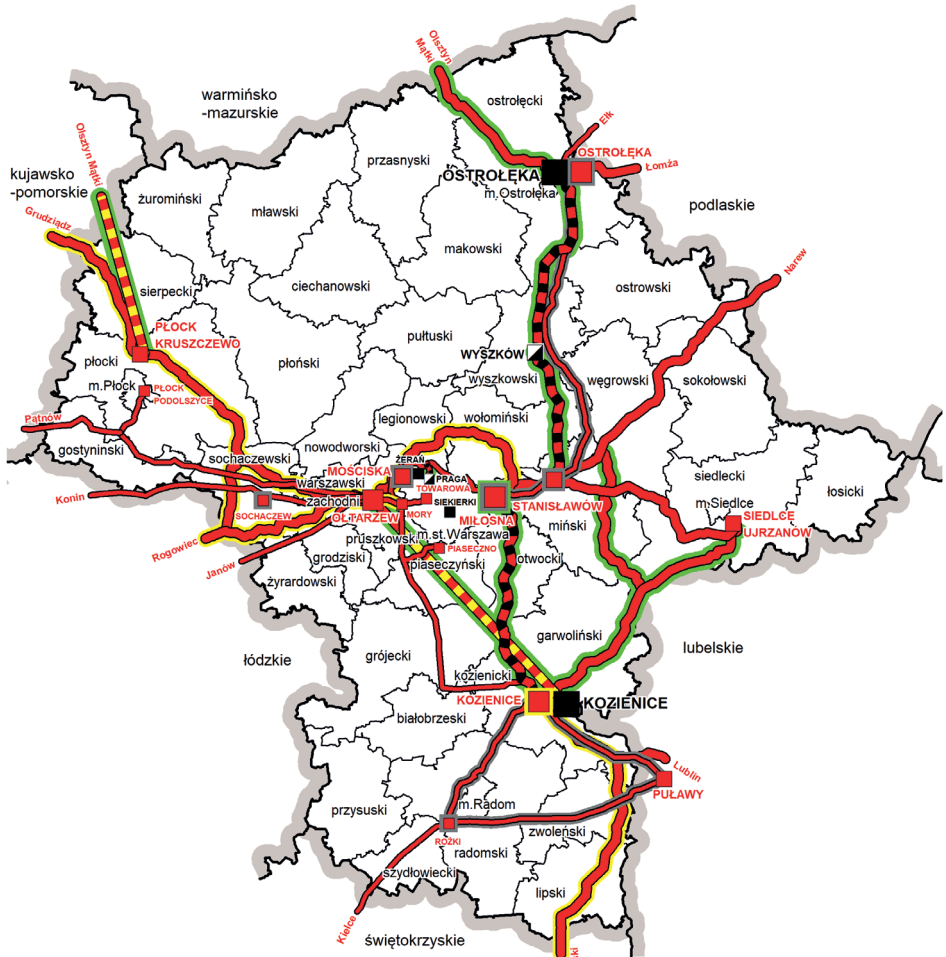 Olsztyn
Mątki
ostrołęcki
warmińsko
-mazurskie
Ełk
OSTROŁĘKA
przasnyski
Łomża
OSTROŁĘKA
m.Ostrołęka
kujawsko
-pomorskie
Olsztyn Mątki
żuromiński
mławski
podlaskie
Grudziądz
makowski
Narew
sierpecki
ciechanowski
ostrowski
PŁOCK
KRUSZCZEWO
pułtuski
WYSZKÓW
płocki
płoński
wyszkowski
węgrowski
sokołowski
m.Płock
PŁOCK
PODOLSZYCE
legionowski
wołomiński
Pątnów
gostyniński
nowodworski
sochaczewski
ŻERAŃ
MOŚCISKA
siedlecki
warszawski
PRAGA
TOWAROWA
łosicki
Konin
zachodni
SIEKIERKI
m.Siedlce
SOCHACZEW
OŁTARZEW
MORY
MIŁOSNA
STANISŁAWÓW
SIEDLCE
UJRZANÓW
miński
Rogowiec
pruszkowski
m.st.Warszawa
PIASECZNO
Janów
grodziski
piaseczyński
otwocki
żyrardowski
garwoliński
łódzkie
grójecki
lubelskie
kozienicki
KOZIENICE
KOZIENICE
białobrzeski
Lublin
PUŁAWY
przysuski
m.Radom
zwoleński
ROŻKI
radomski
szydłowiecki
lipski
Kielce
świętokrzyskie